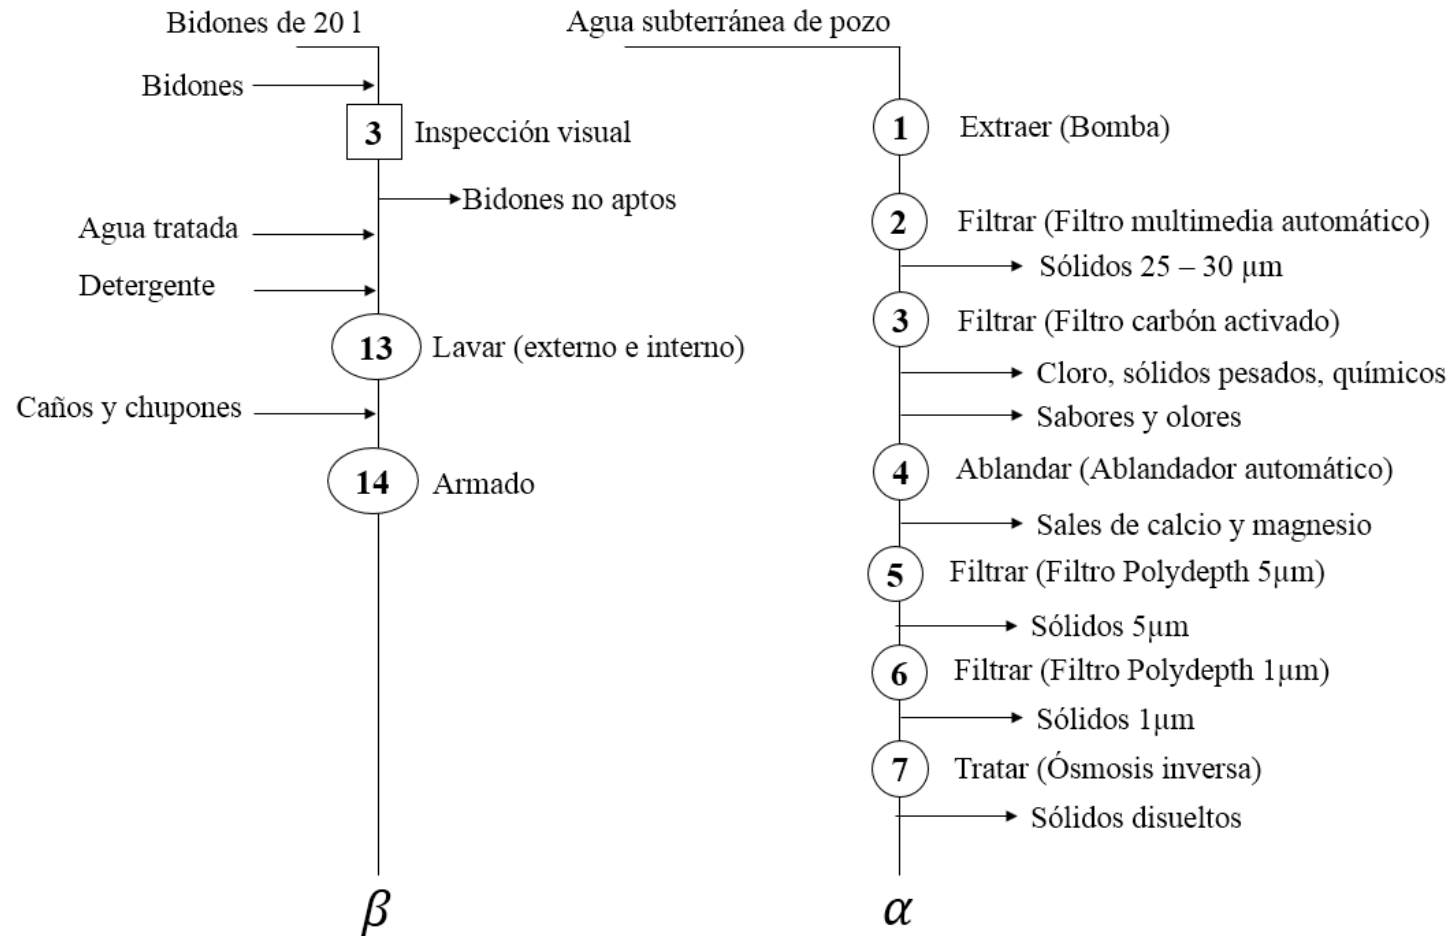 Bidones de 20 l
Bidones
3
Inspección visual
Bidones no aptos
Agua tratada
Detergente
13
Lavar (externo e interno)
Caños y chupones
14
Armado
β
Agua subterránea de pozo
1
Extraer (Bomba)
2
Filtrar (Filtro multimedia automático)
Sólidos 25 – 30 µm
3
Filtrar (Filtro carbón activado)
Cloro, sólidos pesados, químicos
Sabores y olores
4
Ablandar (Ablandador automático)
Sales de calcio y magnesio
5
Filtrar (Filtro Polydepth 5µm)
Sólidos 5µm
6
Filtrar (Filtro Polydepth 1µm)
Sólidos 1µm
7
Tratar (Ósmosis inversa)
Sólidos disueltos
α